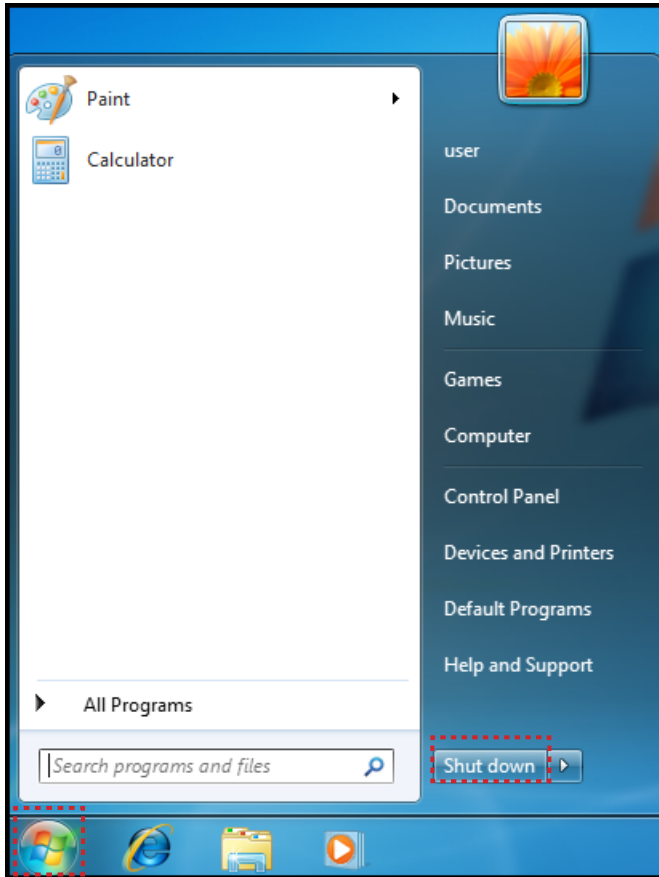 Paint
Calculator
All Programs
Search programs and files
user
Documents
Pictures
Music
Games
Computer
Control Panel
Devices and Printers
Default Programs
Help and Support
Shut down